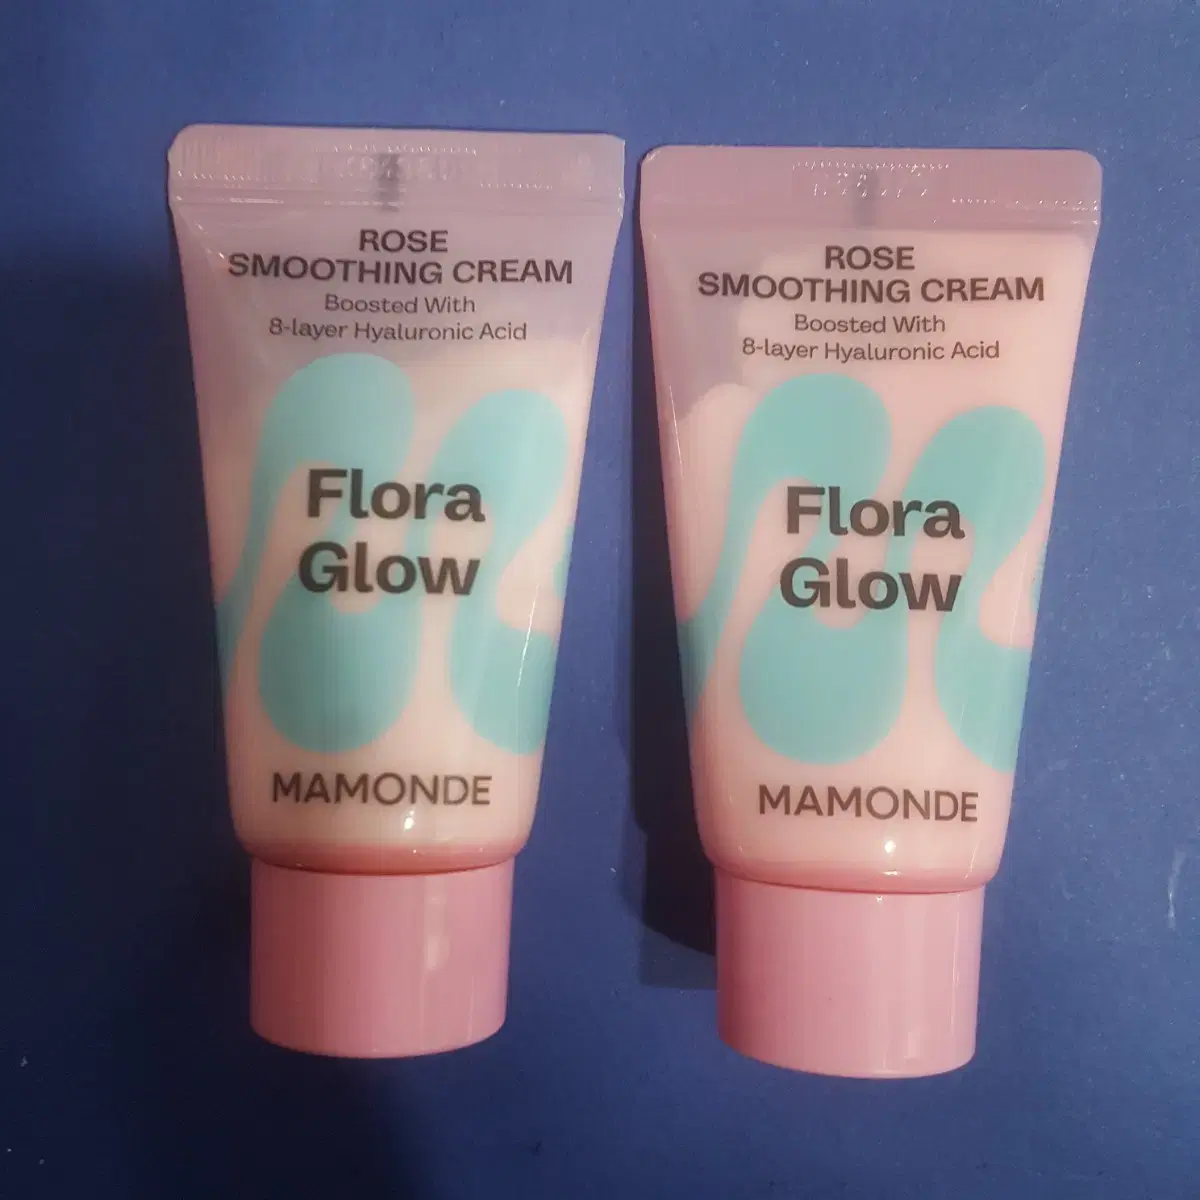 ROSE
SMOOTHING CREAM
Boosted With
8-layer Hyaluronic Acid
Flora
Glow
MAMONDE
ROSE
SMOOTHING CREAM
Boosted With
8-layer Hyaluronic Acid
Flora
Glow
MAMONDE